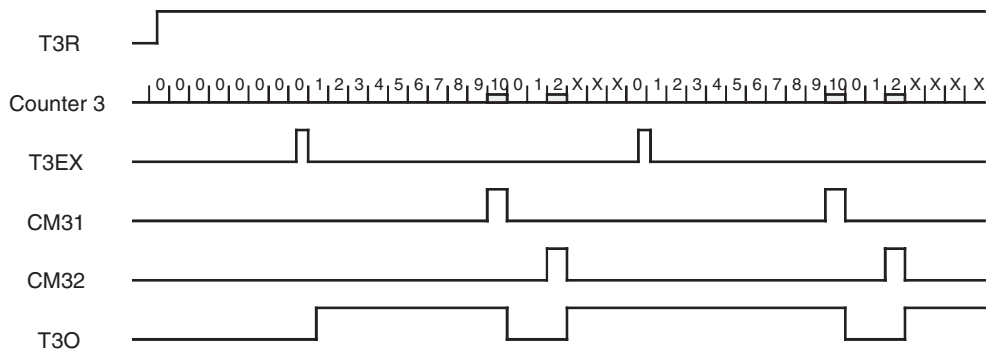 T3R
Counter 3 0 0 0 0 0 0 0 0 1 2 3 4 5 6 7 8 9 10 0 1 2 X X X 0 1 2 3 4 5 6 7 8 9 10 0 1 2 X X X X
T3EX
CM31
CM32
T3O